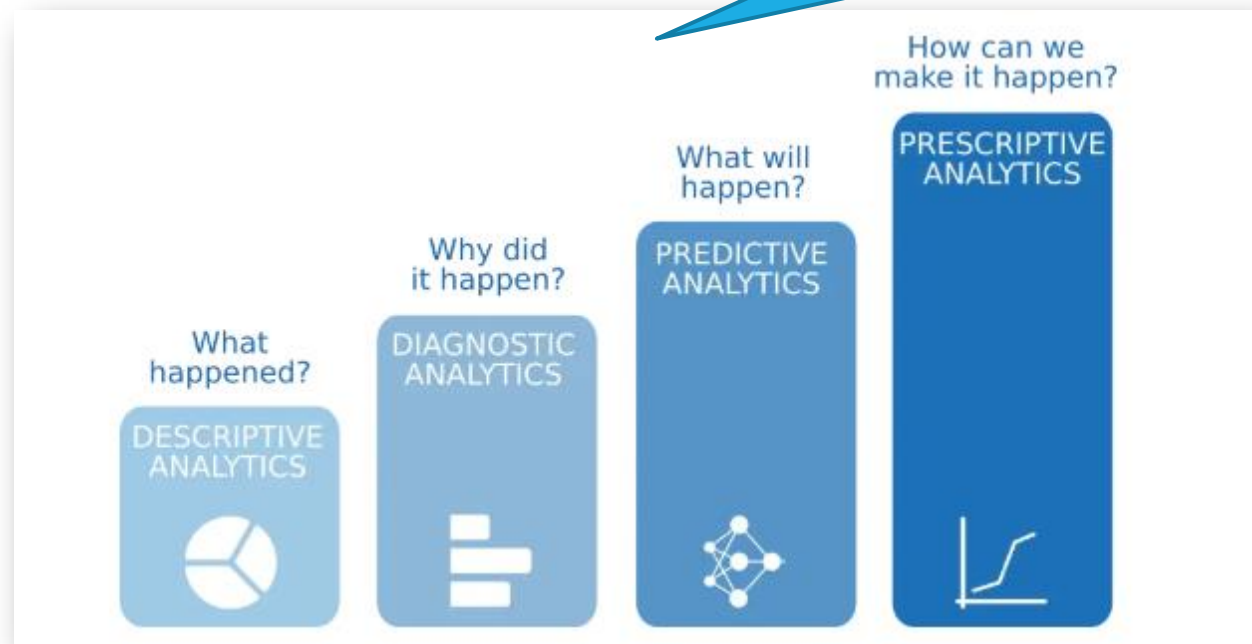 What
happened?
DESCRIPTIVE
ANALYTICS
Why did
it happen?
DIAGNOSTIC
ANALYTICS
What will
happen?
PREDICTIVE
ANALYTICS
How can we
make it happen?
PRESCRIPTIVE
ANALYTICS